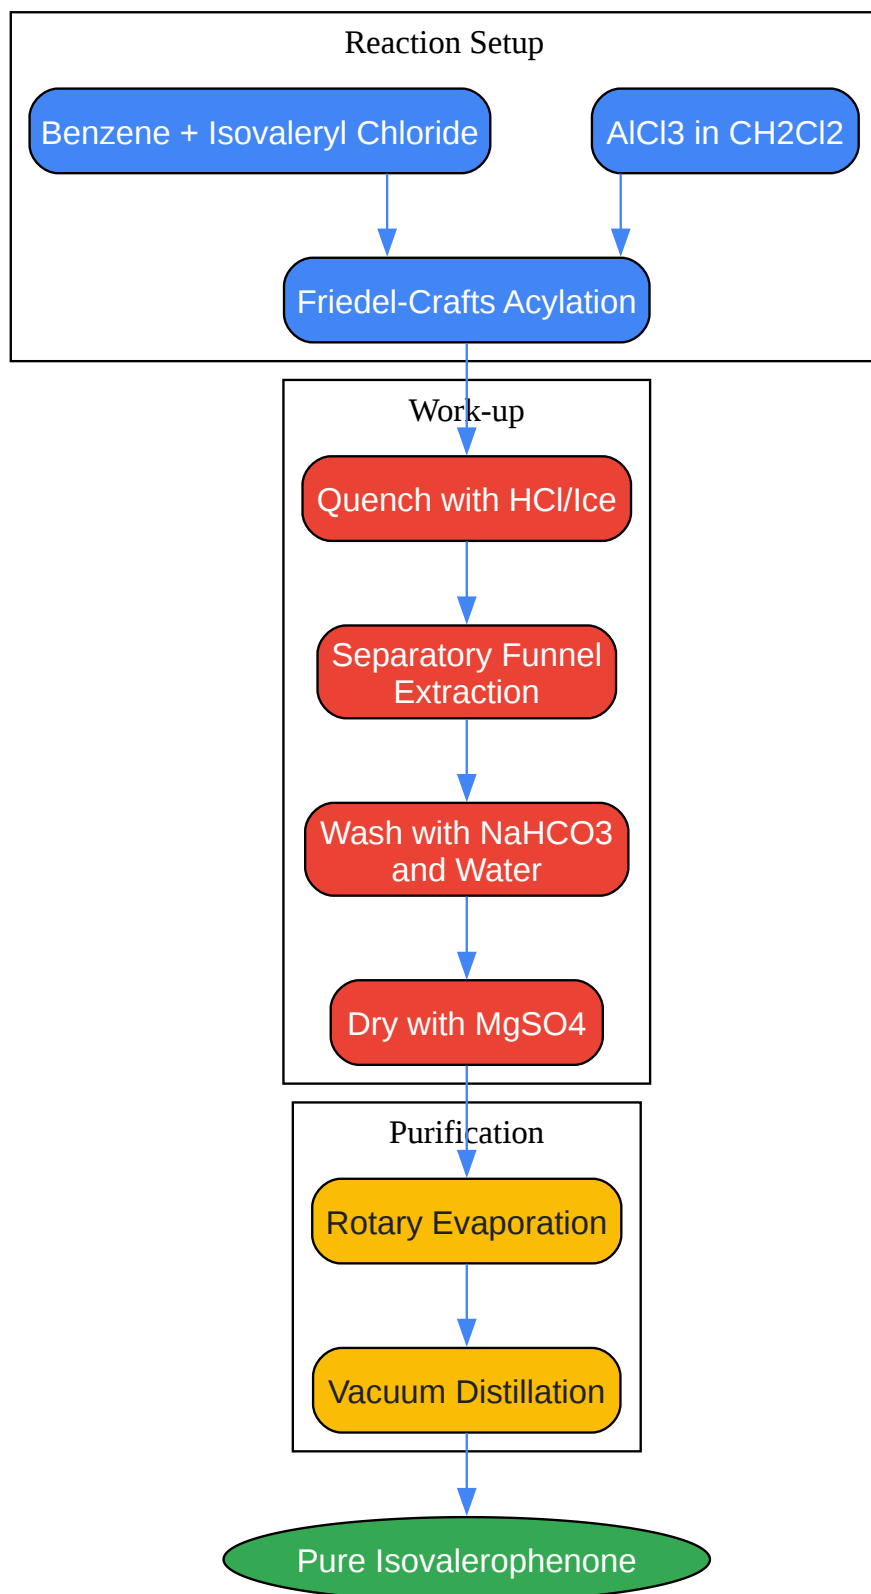 Reaction Setup
Benzene + Isovaleryl Chloride
AlCl3 in CH2Cl2
Friedel-Crafts Acylation
Work-up
Quench with HCl/Ice
Separatory Funnel
Extraction
Wash with NaHCO3
and Water
Dry with MgSO4
Purification
Rotary Evaporation
Vacuum Distillation
Pure Isovalerophenone